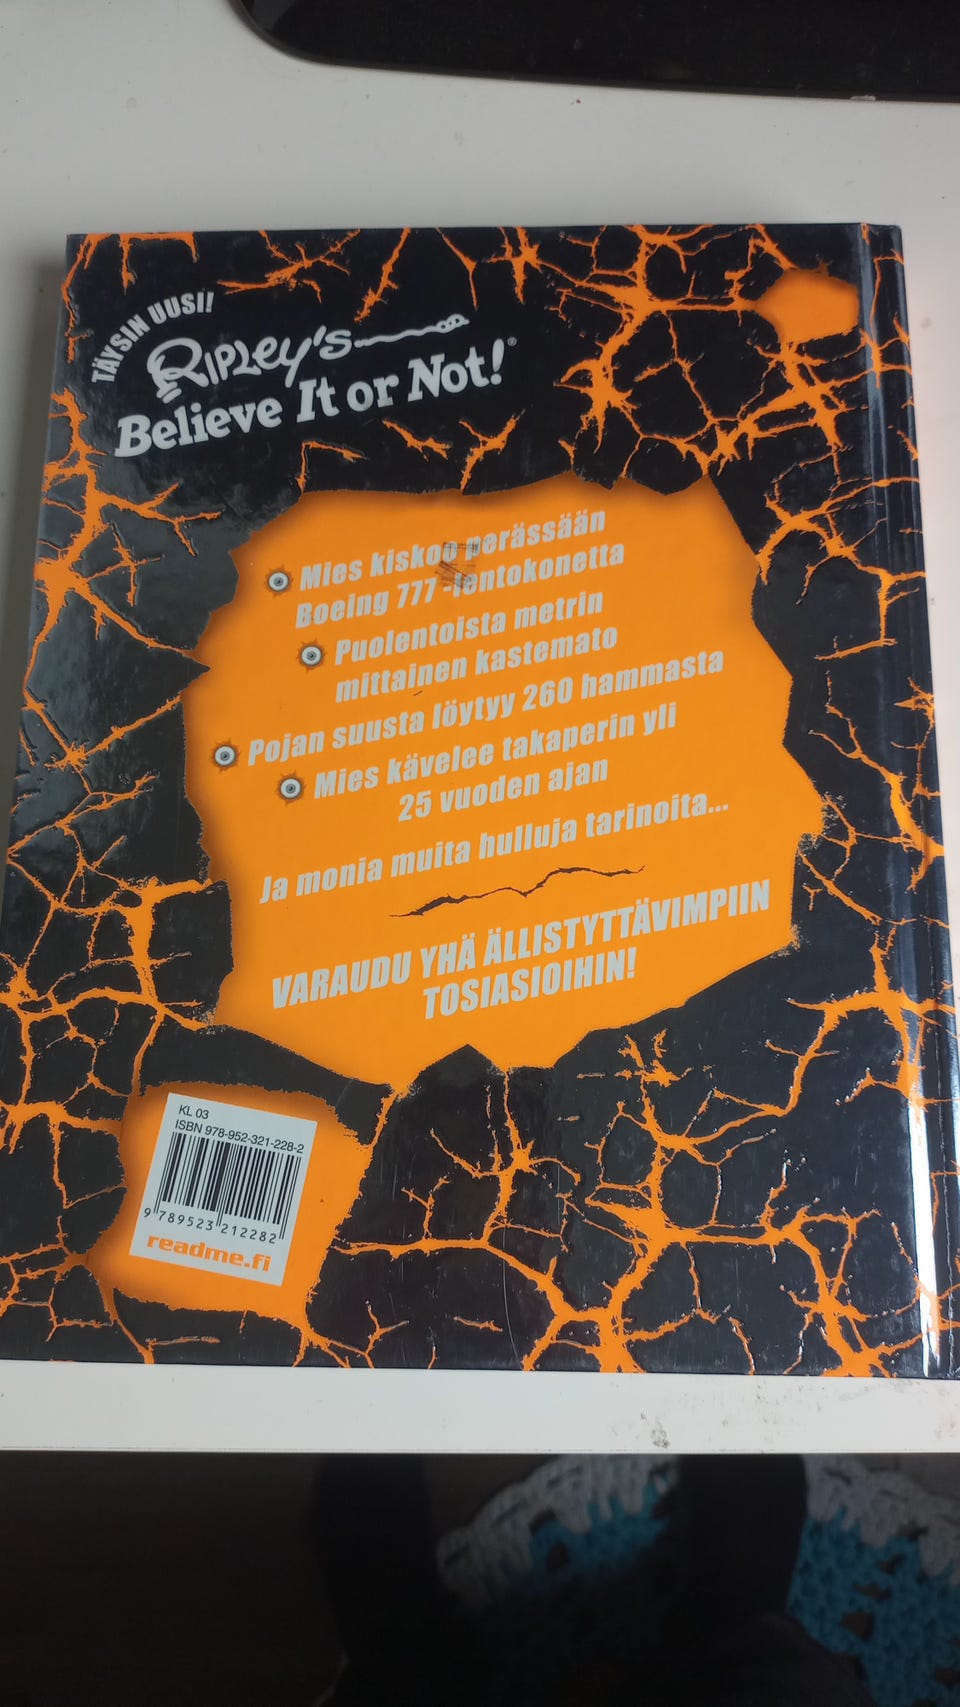 TÄYSIN UUSI!
RIPLEY'S
Believe It or Not!®
Mies kiskoo perässään
Boeing 777 -lentokonetta
Puolentoista metrin
mittainen kastemato
Pojan suusta löytyy 260 hammasta
Mies kävelee takaperin yli
25 vuoden ajan
Ja monia muita hulluja tarinoita...
VARAUDU YHÄ ÄLLISTYTTÄVIMPIIN
TOSIASIOIHIN!
KL 03
ISBN 978-952-321-228-2
9 789523 212282
readme.fi